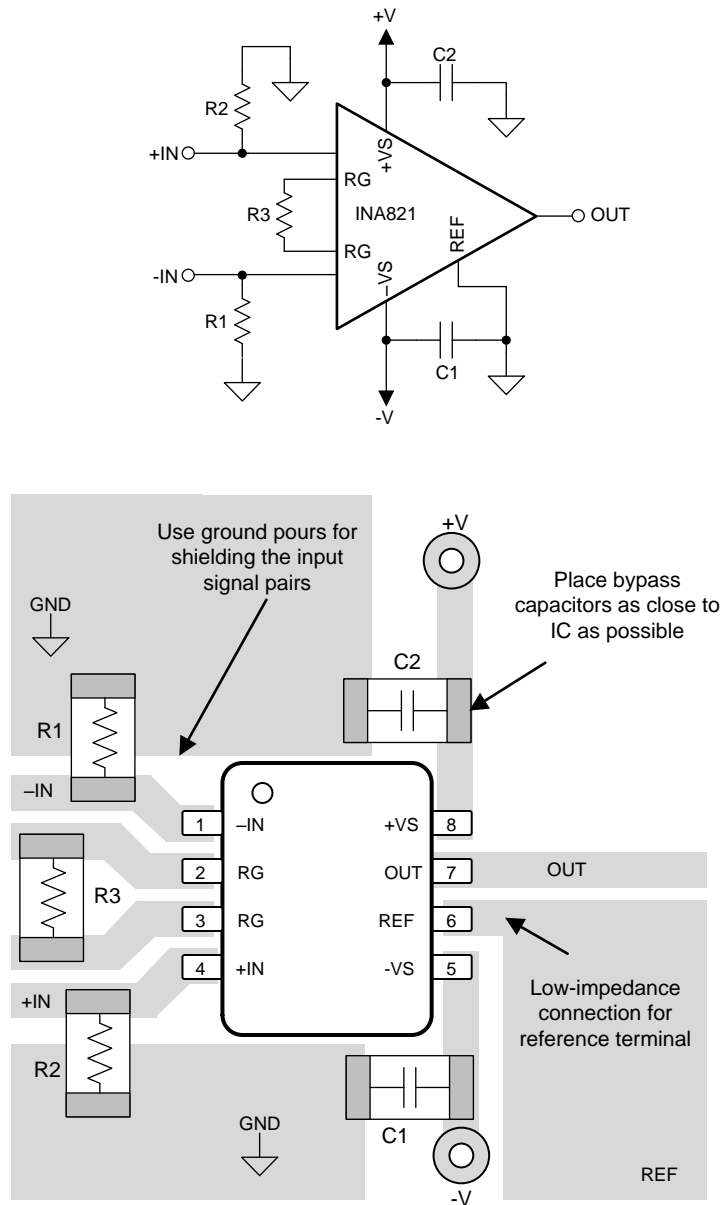 +V
C2
R2
+IN
+VS
RG
R3
INA821
OUT
REF
RG
-IN
–VS
R1
C1
-V
Use ground pours for
shielding the input
signal pairs
+V
Place bypass
capacitors as close to
IC as possible
GND
C2
R1
–IN
1
–IN
+VS
8
2
RG
OUT
7
OUT
R3
3
RG
REF
6
4
+IN
-VS
5
+IN
Low-impedance
connection for
reference terminal
R2
GND
C1
REF
-V